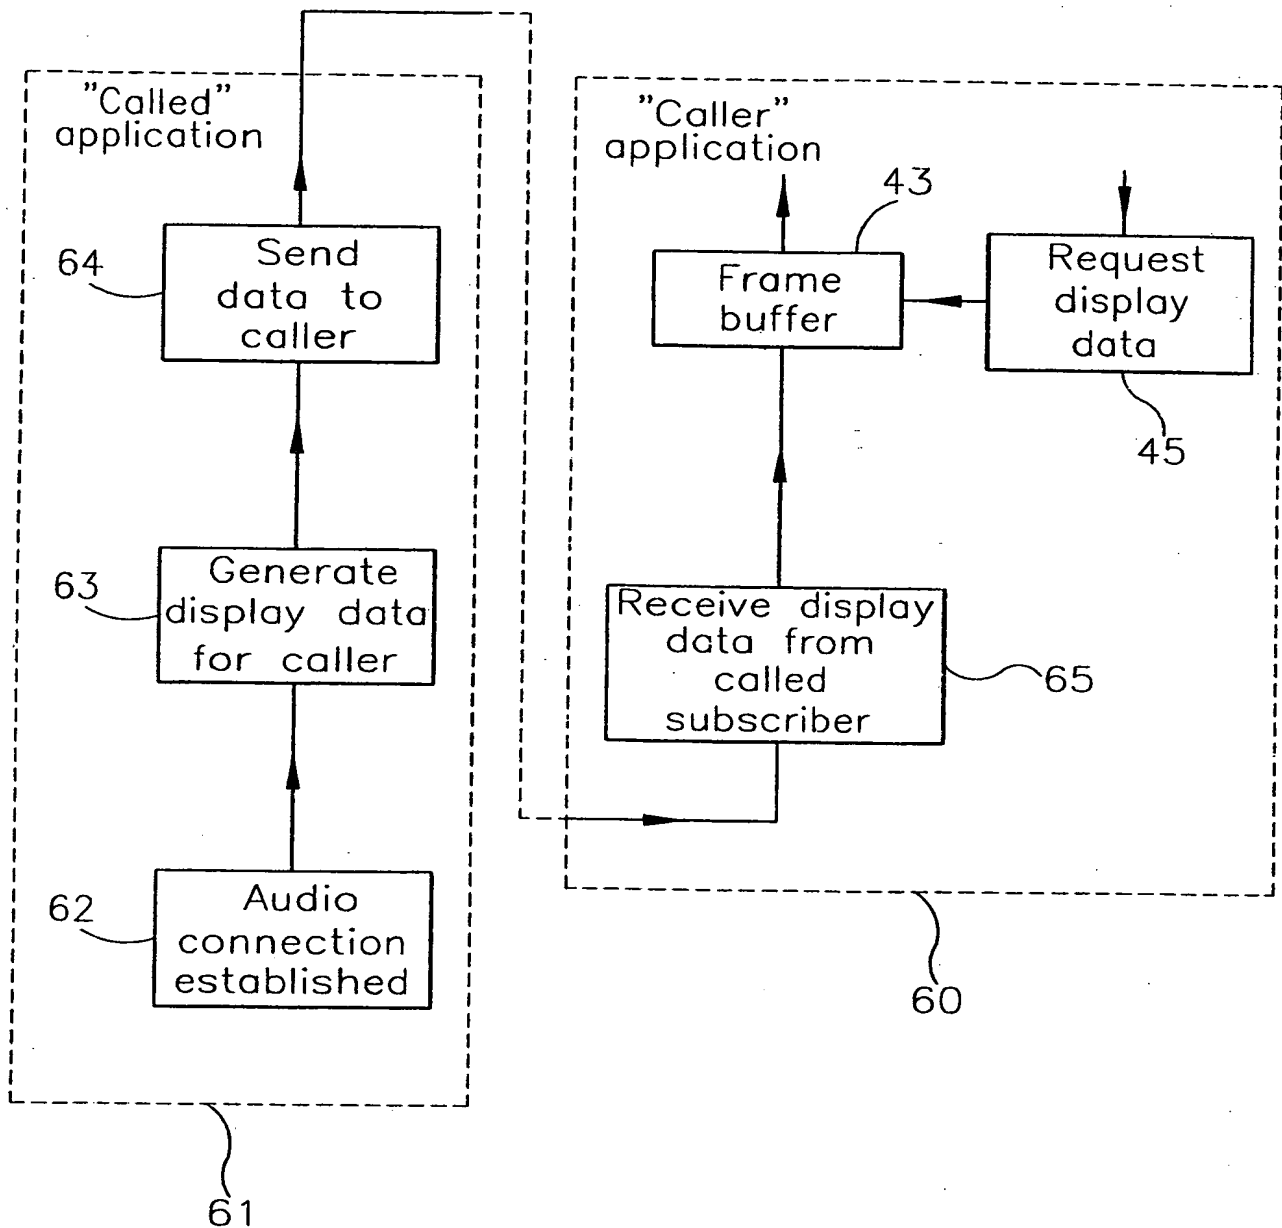 "Called"
application
64
Send
data to
caller
63
Generate
display data
for caller
62
Audio
connection
established
61
"Caller"
application
43
Frame
buffer
Request
display
data
45
Receive display
data from
called
subscriber
65
60